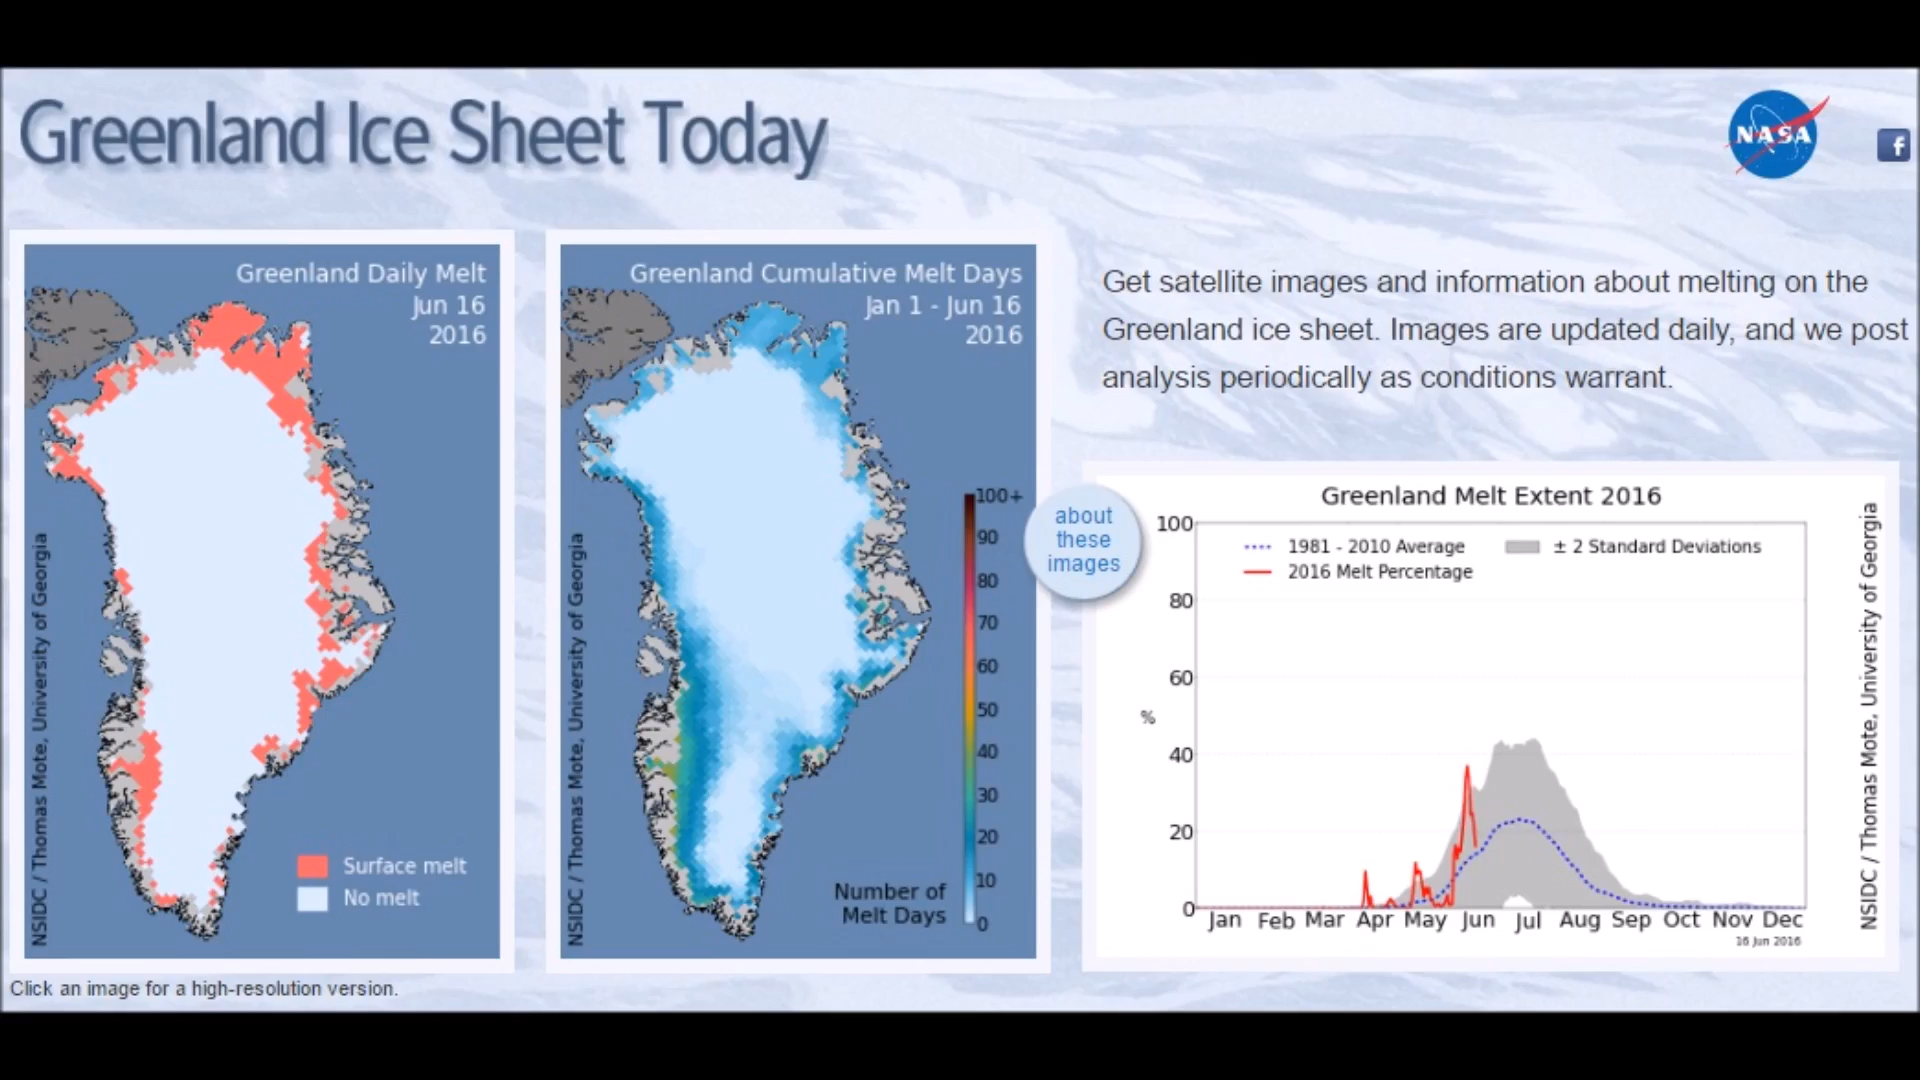 Greenland Ice Sheet Today
NASA
f
Greenland Daily Melt
Jun 16
2016
NSIDC / Thomas Mote, University of Georgia
Surface melt
No melt
Greenland Cumulative Melt Days
Jan 1 - Jun 16
2016
NSIDC / Thomas Mote, University of Georgia
100+
90
80
70
60
50
40
30
20
10
0
Number of
Melt Days
about
these
images
Get satellite images and information about melting on the
Greenland ice sheet. Images are updated daily, and we post
analysis periodically as conditions warrant.
Greenland Melt Extent 2016
1981 - 2010 Average
± 2 Standard Deviations
2016 Melt Percentage
100
80
60
40
20
0
%
Jan Feb Mar Apr May Jun Jul Aug Sep Oct Nov Dec
16 Jun 2016
NSIDC / Thomas Mote, University of Georgia
Click an image for a high-resolution version.